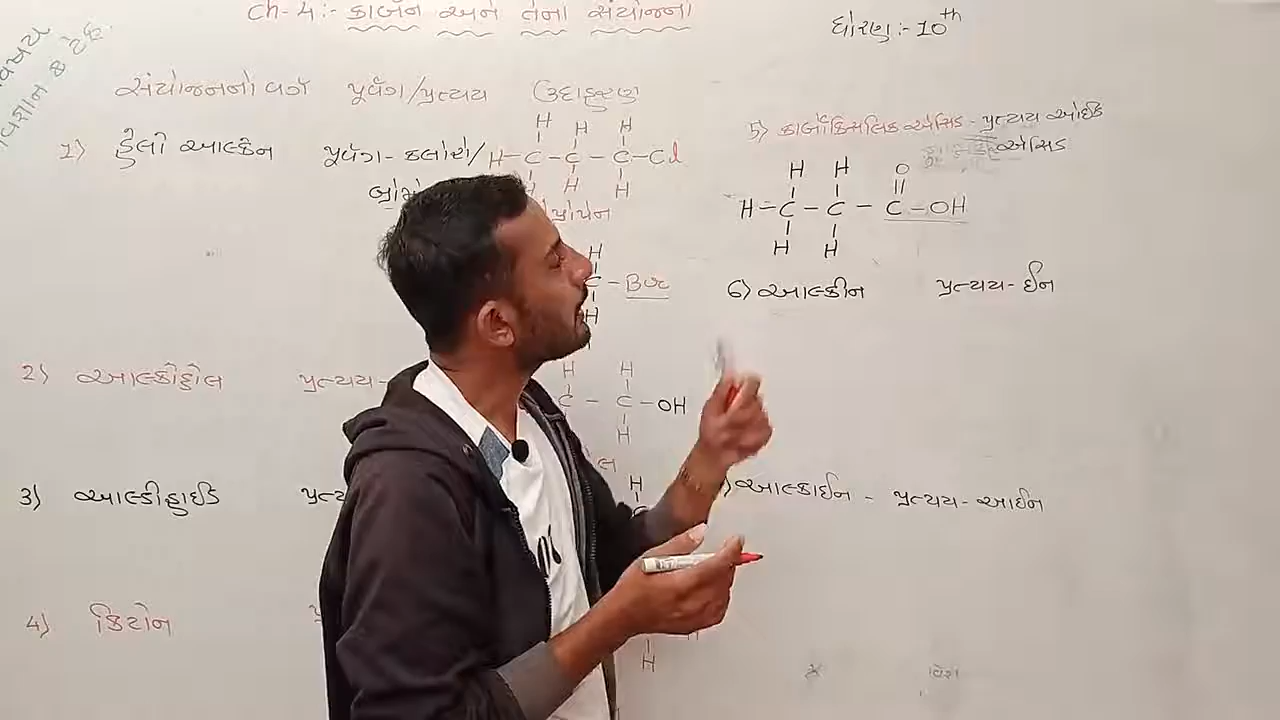 Ch-4:- કાર્બન અને તેના સંયોજનો
ધોરણ:- 10th
વિજ્ઞાન
સંયોજનનો વર્ગ પૂર્વગ/પ્રત્યય ઉદાહરણ
1) હેલો આલ્કેન પૂર્વગ- ક્લોરો/
બ્રોમો
H H H
H-C-C-C-Cl
H H H
H
C-Br
H
2) આલ્કોહોલ પ્રત્યય-
H H
C-C-OH
H
3) આલ્ડીહાઈડ
H
4) કિટોન
H
5) કાર્બોક્સિલિક એસિડ - પ્રત્યય ઓઈક
એસિડ
H H O
H-C-C-C-OH
H H
6) આલ્કીન પ્રત્યય- ઈન
) આલ્કાઈન - પ્રત્યય- આઈન